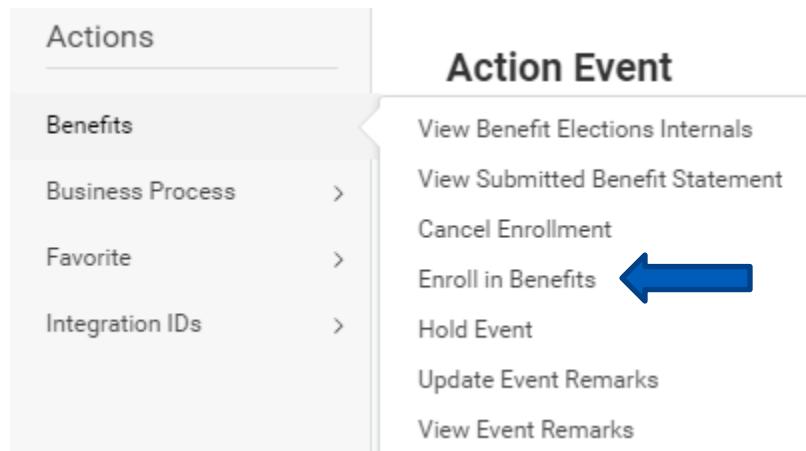 Actions
Benefits
Business Process
Favorite
Integration IDs
Action Event
View Benefit Elections Internals
View Submitted Benefit Statement
Cancel Enrollment
Enroll in Benefits
Hold Event
Update Event Remarks
View Event Remarks